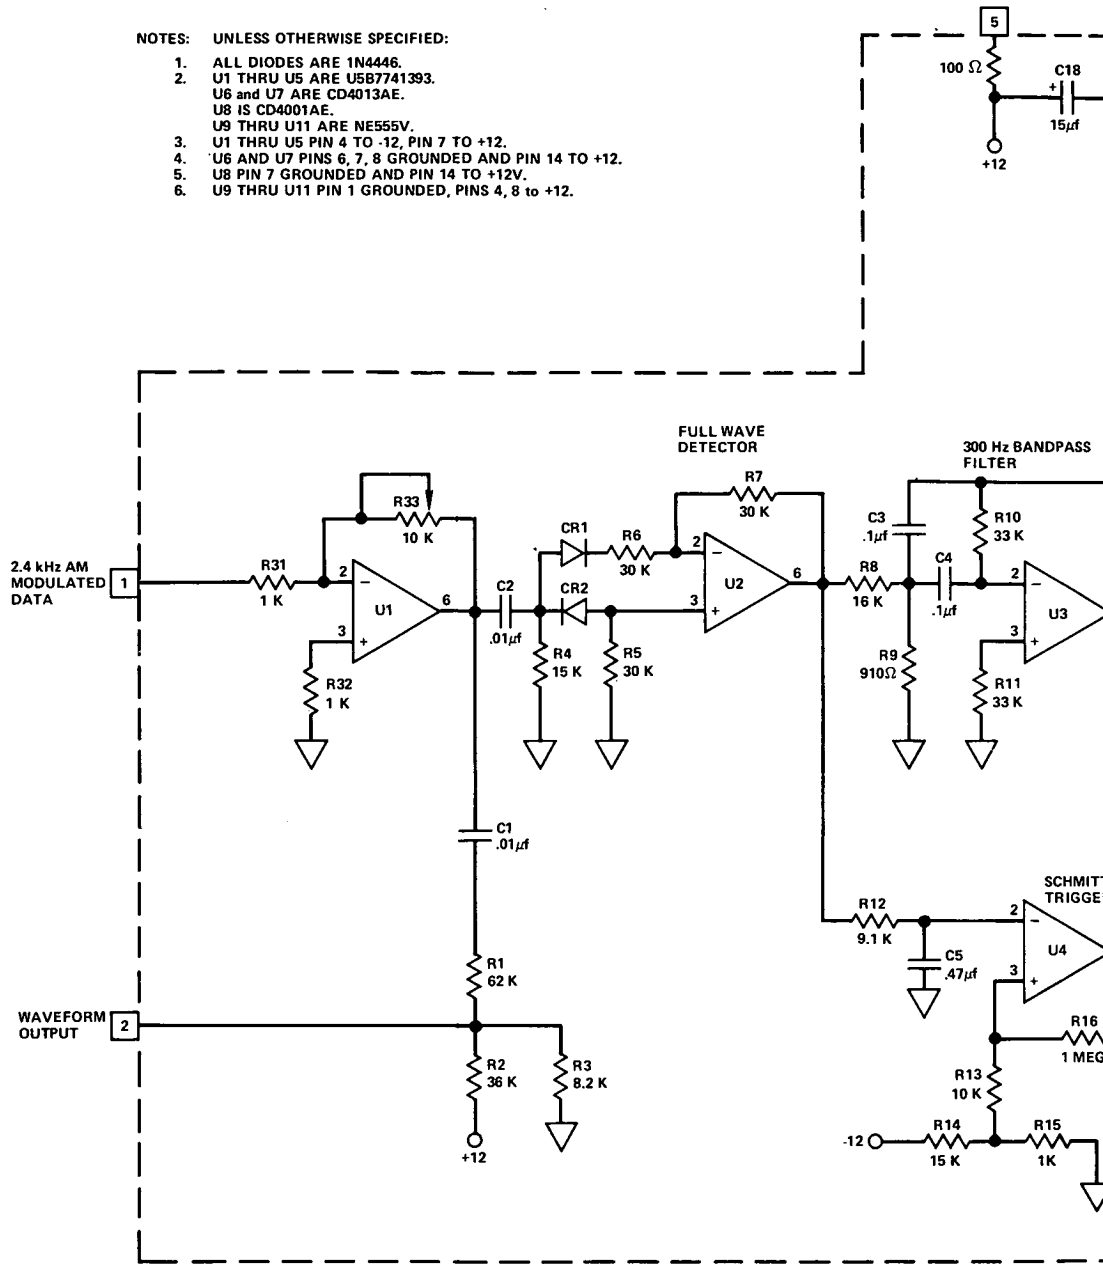 NOTES: UNLESS OTHERWISE SPECIFIED:
1. ALL DIODES ARE 1N4446.
2. U1 THRU U5 ARE U5B7741393.
U6 and U7 ARE CD4013AE.
U8 IS CD4001AE.
U9 THRU U11 ARE NE555V.
3. U1 THRU U5 PIN 4 TO -12, PIN 7 TO +12.
4. U6 AND U7 PINS 6, 7, 8 GROUNDED AND PIN 14 TO +12.
5. U8 PIN 7 GROUNDED AND PIN 14 TO +12V.
6. U9 THRU U11 PIN 1 GROUNDED, PINS 4, 8 to +12.
5
100 Ω
C18
+
15μf
+12
FULL WAVE
DETECTOR
300 Hz BANDPASS
FILTER
2.4 kHz AM
MODULATED
DATA
1
R31
1 K
R33
10 K
2
−
U1
6
3
+
R32
1 K
C2
.01μf
CR1
CR2
R6
30 K
R7
30 K
R4
15 K
R5
30 K
2
−
U2
6
3
+
R8
16 K
C3
.1μf
C4
.1μf
R10
33 K
R9
910Ω
2
−
U3
3
+
R11
33 K
C1
.01μf
R1
62 K
WAVEFORM
OUTPUT
2
R2
36 K
R3
8.2 K
+12
R12
9.1 K
C5
.47μf
SCHMITT
TRIGGE
2
−
U4
3
+
R16
1 MEG
R13
10 K
-12
R14
15 K
R15
1K